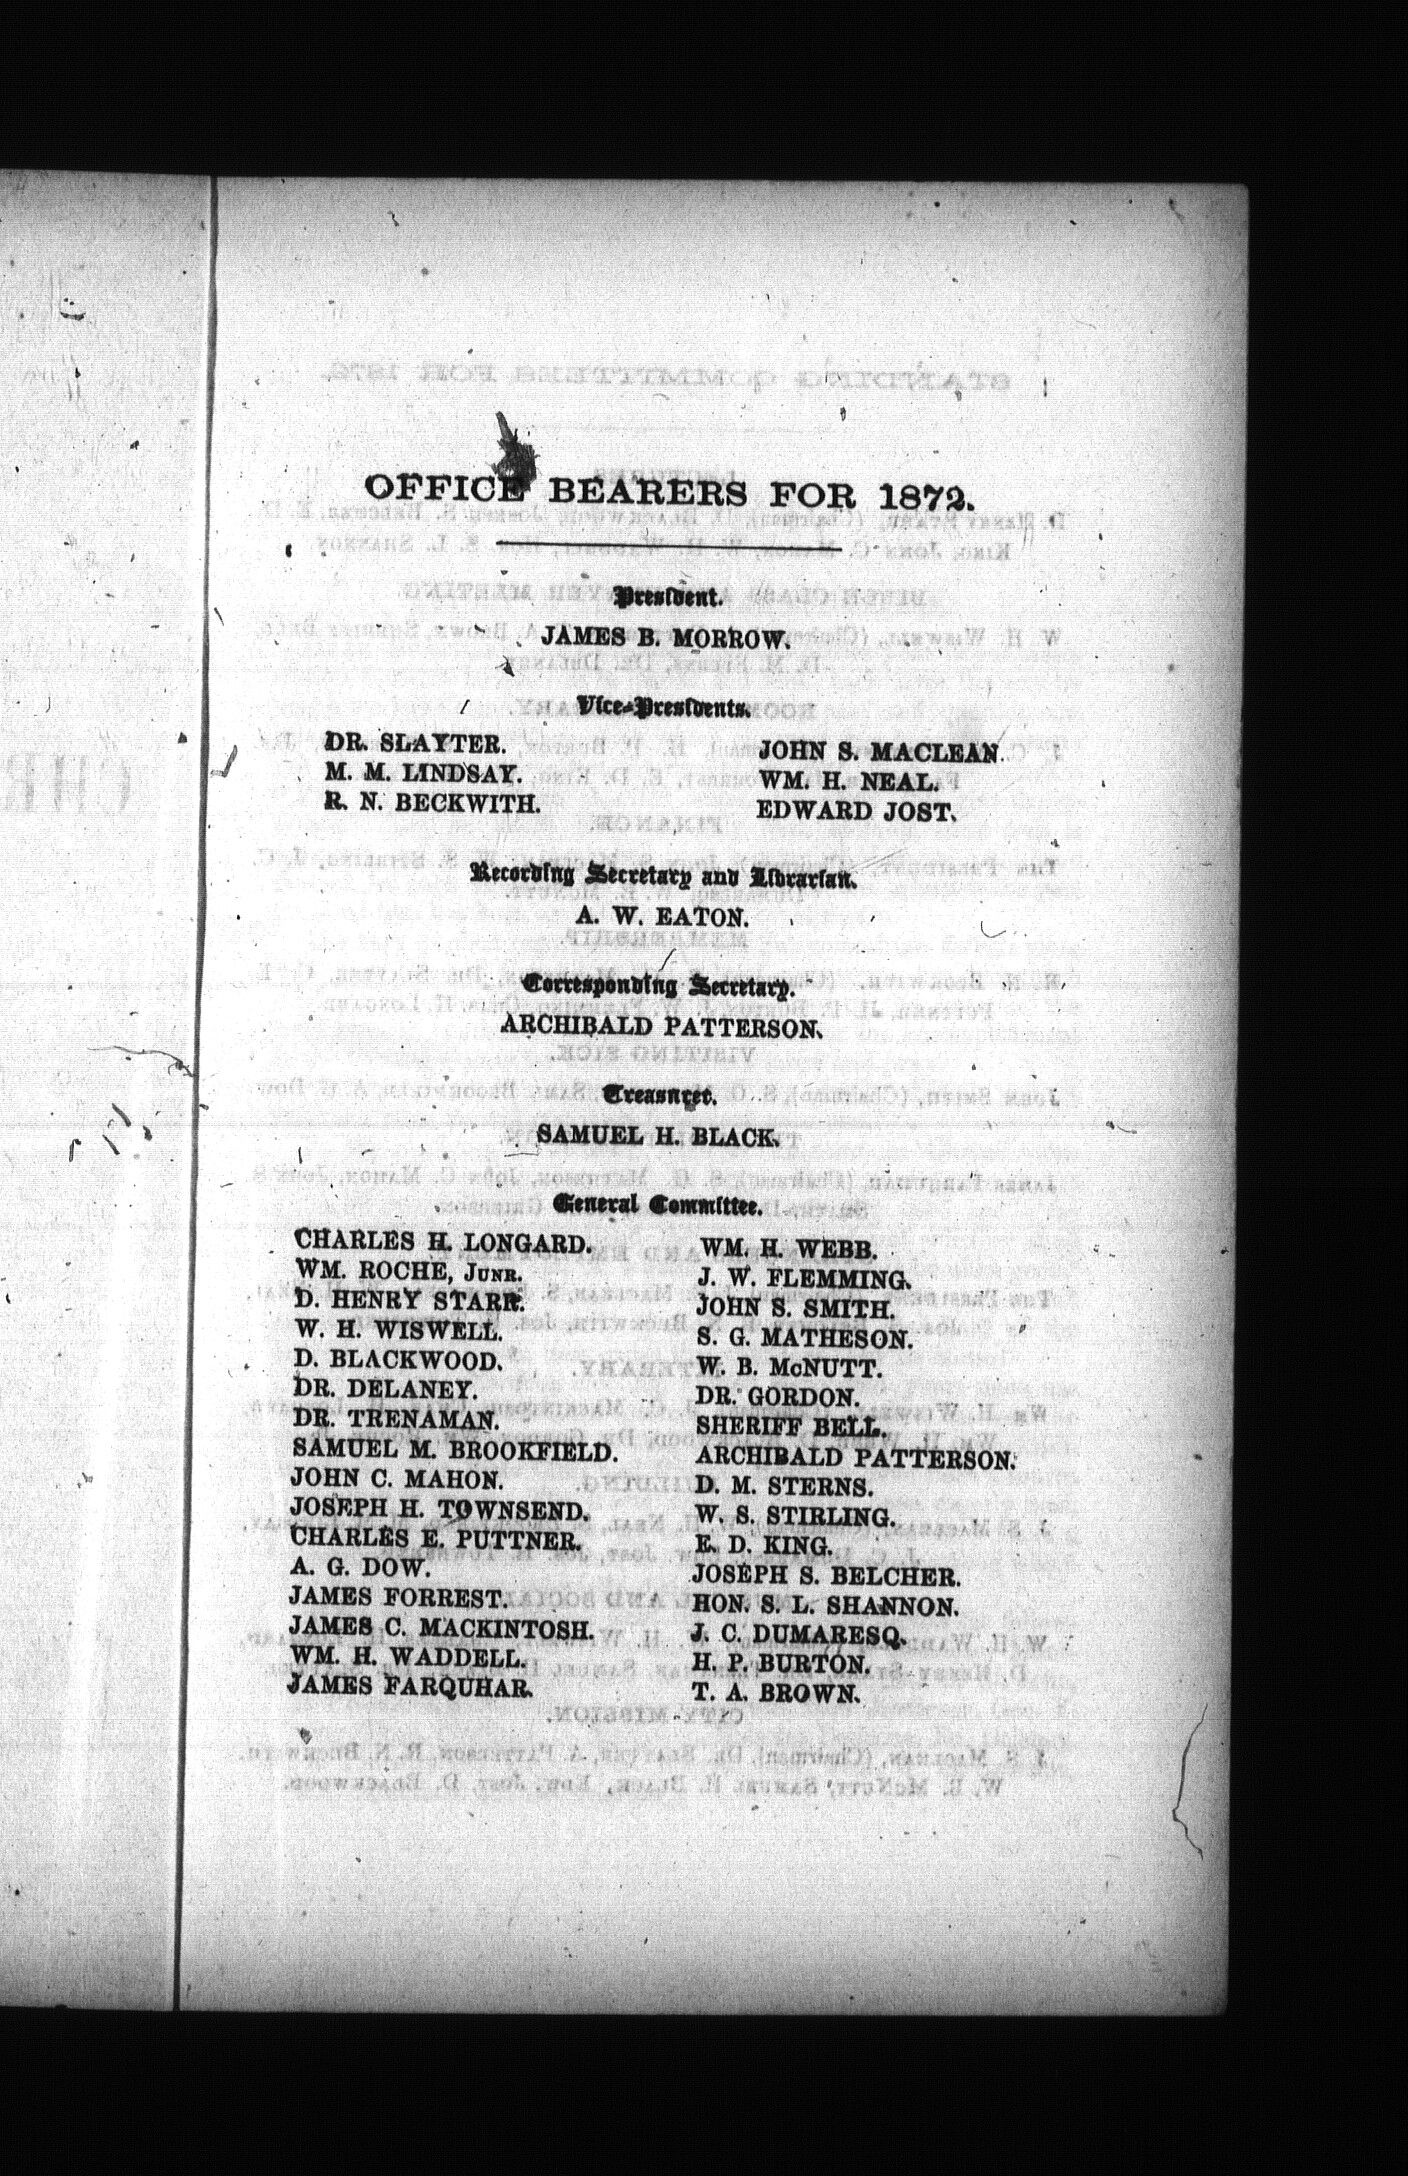 OFFICE BEARERS FOR 1872.
President.
JAMES B. MORROW.
Vice-Presidents.
DR. SLAYTER. JOHN S. MACLEAN.
M. M. LINDSAY. WM. H. NEAL.
R. N. BECKWITH. EDWARD JOST.
Recording Secretary and Librarian.
A. W. EATON.
Corresponding Secretary.
ARCHIBALD PATTERSON.
Treasurer.
SAMUEL H. BLACK.
General Committee.
CHARLES H. LONGARD. WM. H. WEBB.
WM. ROCHE, JUNR. J. W. FLEMMING.
D. HENRY STARR. JOHN S. SMITH.
W. H. WISWELL. S. G. MATHESON.
D. BLACKWOOD. W. B. McNUTT.
DR. DELANEY. DR. GORDON.
DR. TRENAMAN. SHERIFF BELL.
SAMUEL M. BROOKFIELD. ARCHIBALD PATTERSON.
JOHN C. MAHON. D. M. STERNS.
JOSEPH H. TOWNSEND. W. S. STIRLING.
CHARLES E. PUTTNER. E. D. KING.
A. G. DOW. JOSEPH S. BELCHER.
JAMES FORREST. HON. S. L. SHANNON.
JAMES C. MACKINTOSH. J. C. DUMARESQ.
WM. H. WADDELL. H. P. BURTON.
JAMES FARQUHAR. T. A. BROWN.